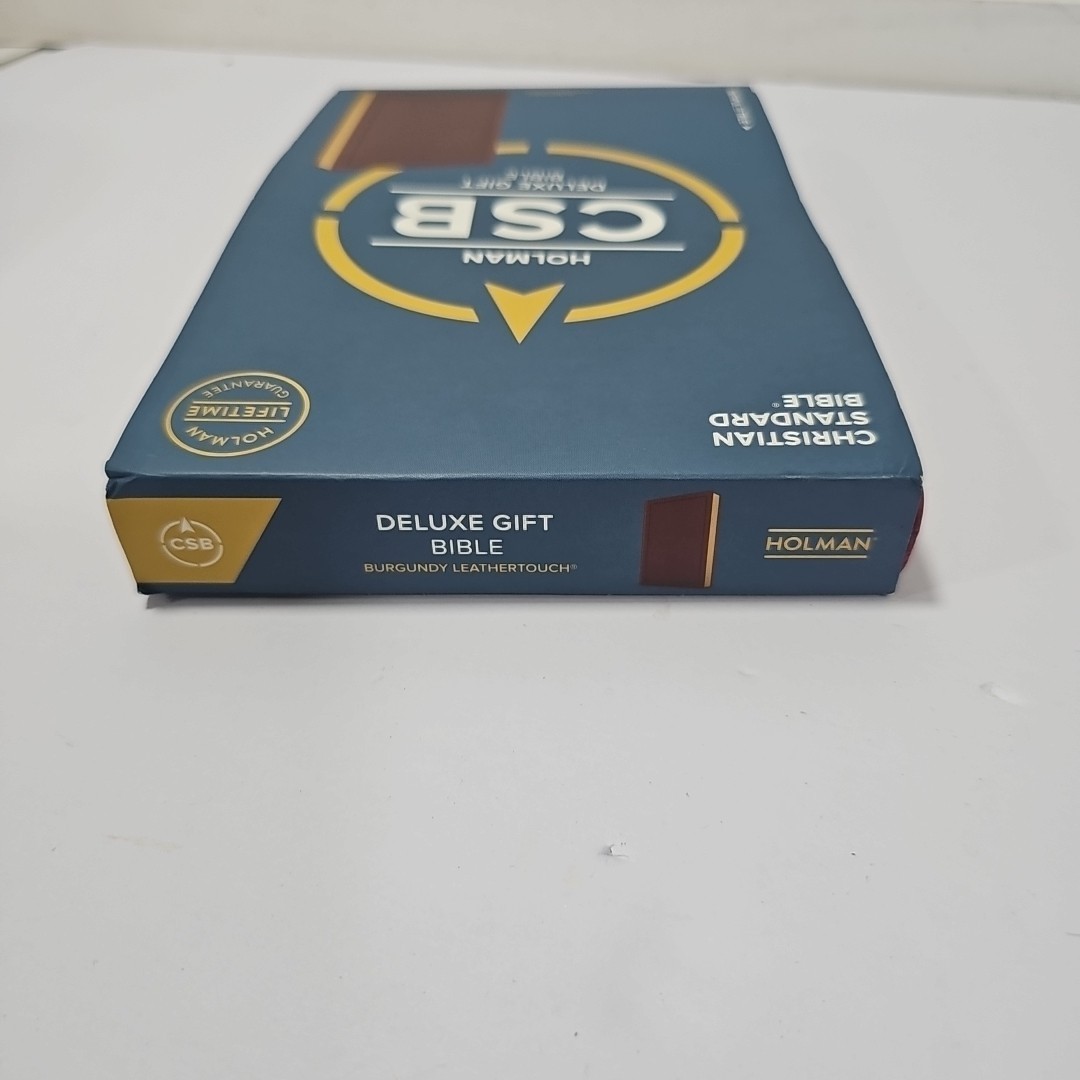 HOLMAN
CSB
DELUXE GIFT
BIBLE
HOLMAN
LIFETIME
GUARANTEE
CHRISTIAN
STANDARD
BIBLE®
CSB
DELUXE GIFT
BIBLE
BURGUNDY LEATHERTOUCH®
HOLMAN